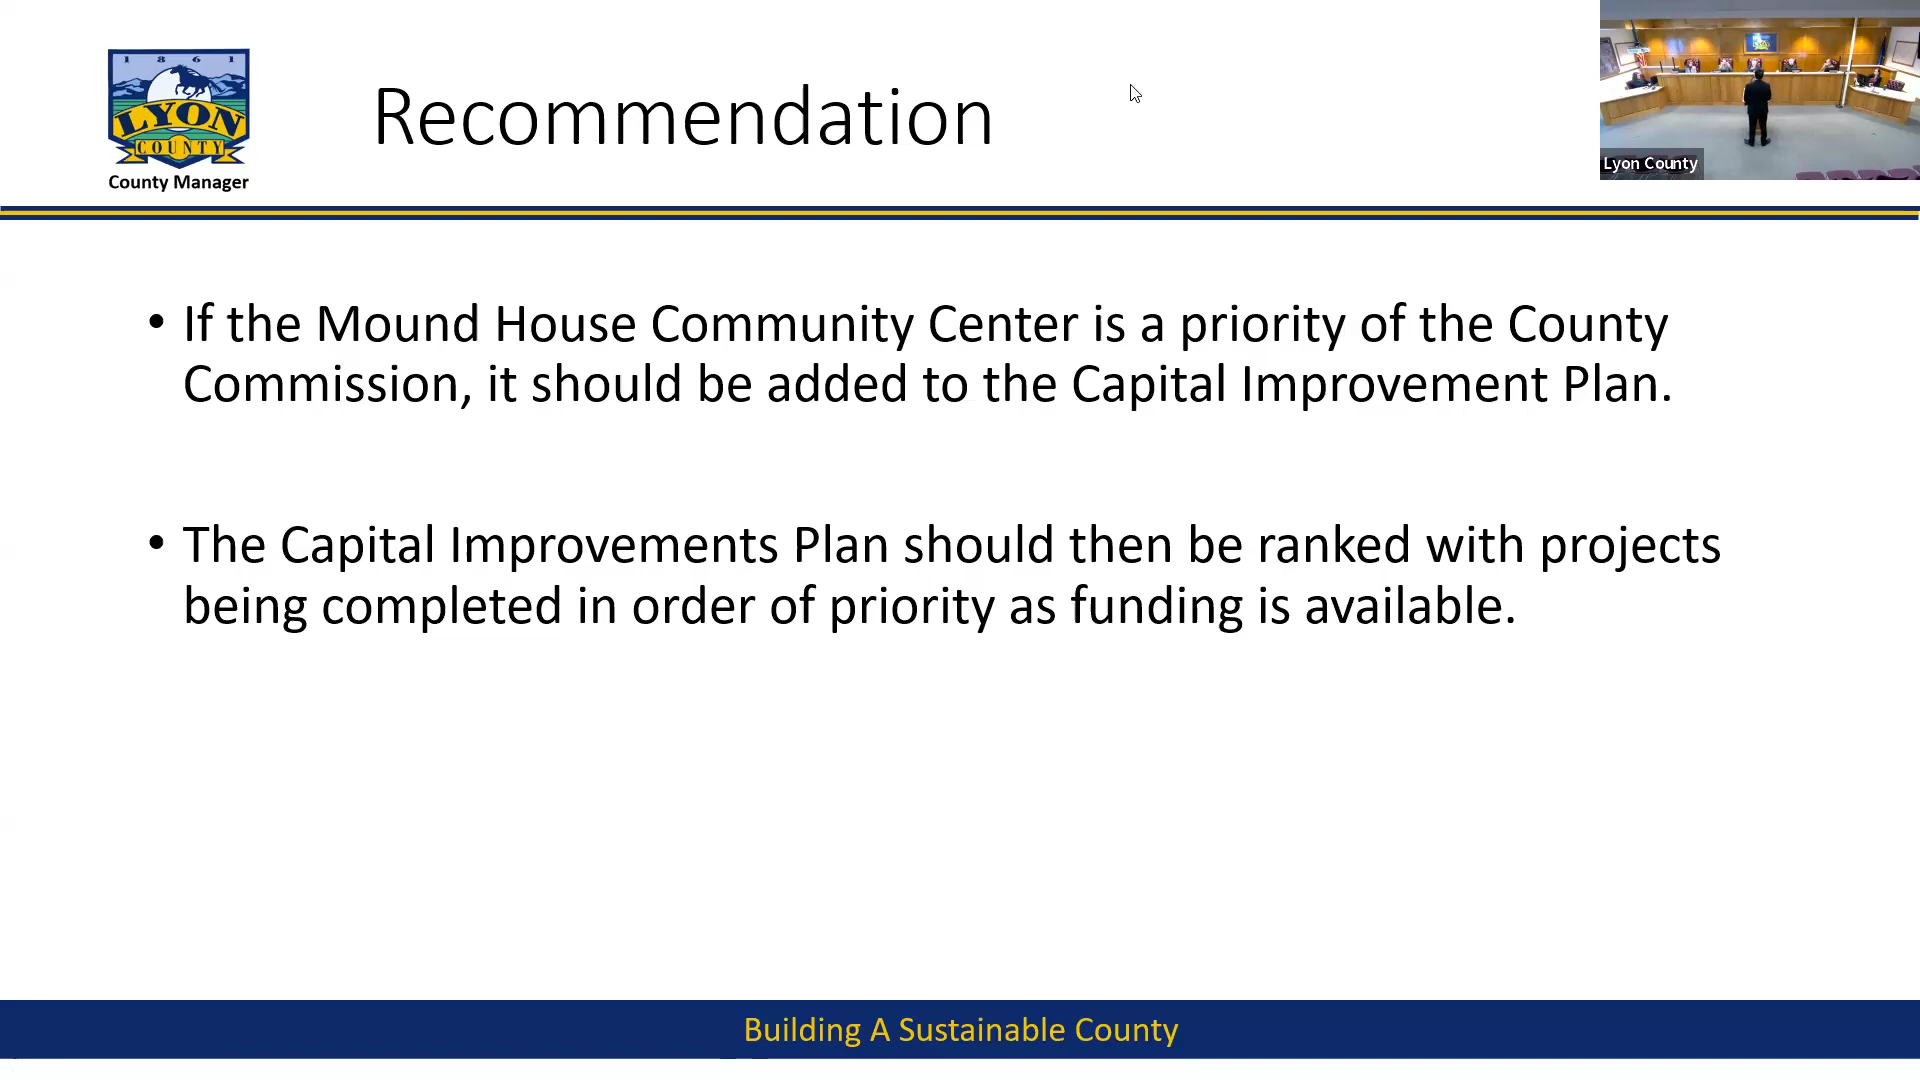 1861
LYON
COUNTY
County Manager
Recommendation
LYON
Lyon County
• If the Mound House Community Center is a priority of the County
Commission, it should be added to the Capital Improvement Plan.
• The Capital Improvements Plan should then be ranked with projects
being completed in order of priority as funding is available.
Building A Sustainable County